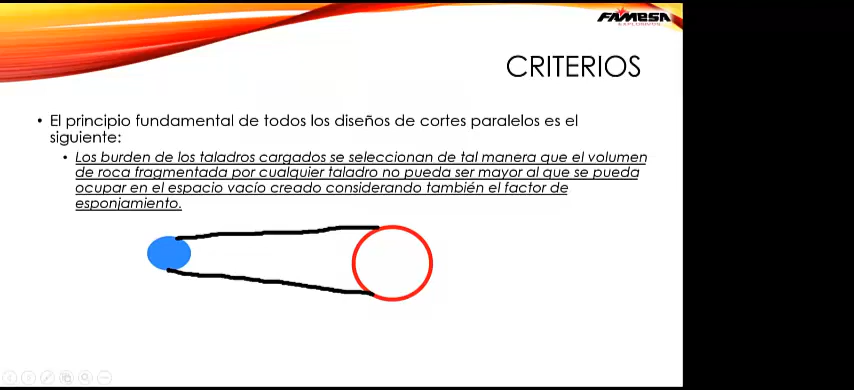 FAMESA
EXPLOSIVOS
CRITERIOS
• El principio fundamental de todos los diseños de cortes paralelos es el
siguiente:
• Los burden de los taladros cargados se seleccionan de tal manera que el volumen
de roca fragmentada por cualquier taladro no pueda ser mayor al que se pueda
ocupar en el espacio vacío creado considerando también el factor de
esponjamiento.